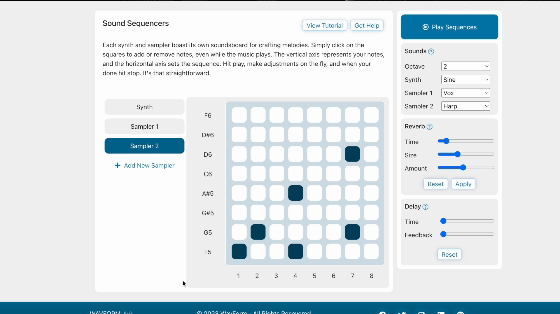 Sound Sequencers
View Tutorial
Get Help
Each synth and sampler boast its own soundboard for crafting melodies. Simply click on the
squares to add or remove notes, even while the music plays. The vertical axis represents your notes,
and the horizontal axis sets the sequence. Hit play, make adjustments on the fly, and when your
done hit stop. It's that straightforward.
Synth
Sampler 1
Sampler 2
+ Add New Sampler
F6
D#6
D6
C6
A#5
G#5
G5
F5
1 2 3 4 5 6 7 8
Play Sequences
Sounds ?
Octave 2
Synth Sine
Sampler 1 Vox
Sampler 2 Harp
Reverb ?
Time
Size
Amount
Reset Apply
Delay ?
Time
Feedback
Reset
© 2023 WayForm - All Rights Reserved